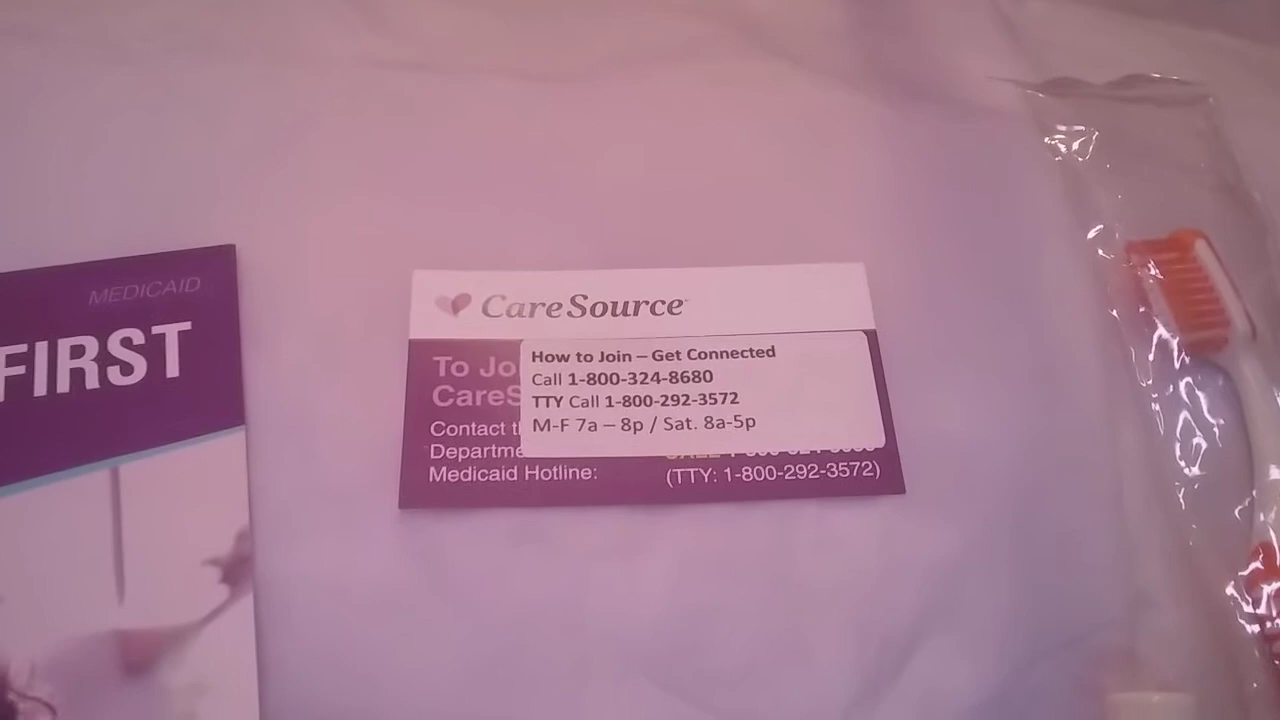 MEDICAID
FIRST
CareSource
To Jo
CareS
How to Join – Get Connected
Call 1-800-324-8680
TTY Call 1-800-292-3572
M-F 7a – 8p / Sat. 8a-5p
Contact t
Departme
Medicaid Hotline:
(TTY: 1-800-292-3572)